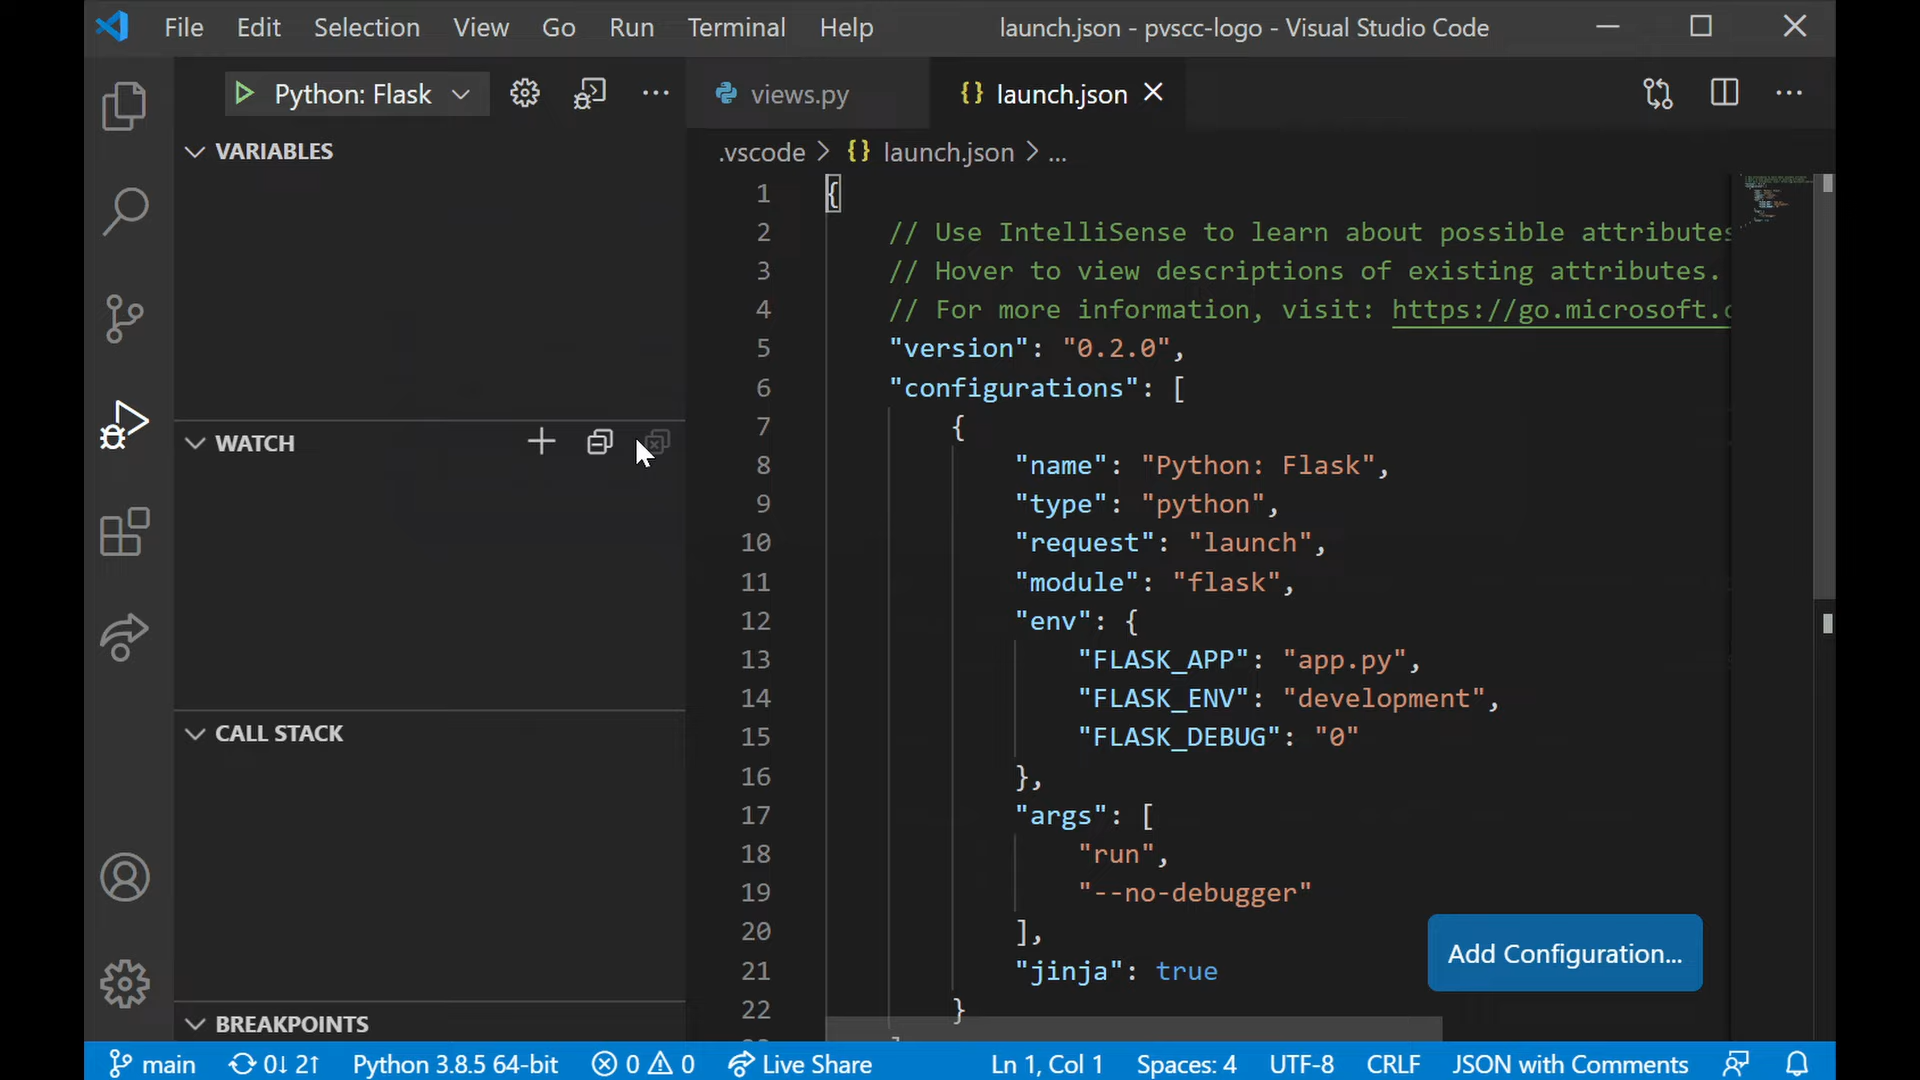 File Edit Selection View Go Run Terminal Help launch.json - pvscc-logo - Visual Studio Code
Python: Flask
views.py {} launch.json
.vscode > {} launch.json > ...
VARIABLES
WATCH
CALL STACK
BREAKPOINTS
1 {
2 // Use IntelliSense to learn about possible attributes
3 // Hover to view descriptions of existing attributes.
4 // For more information, visit: https://go.microsoft.c
5 "version": "0.2.0",
6 "configurations": [
7 {
8 "name": "Python: Flask",
9 "type": "python",
10 "request": "launch",
11 "module": "flask",
12 "env": {
13 "FLASK_APP": "app.py",
14 "FLASK_ENV": "development",
15 "FLASK_DEBUG": "0"
16 },
17 "args": [
18 "run",
19 "--no-debugger"
20 ],
21 "jinja": true
22 }
Add Configuration...
main 0↓ 2↑ Python 3.8.5 64-bit 0 0 Live Share Ln 1, Col 1 Spaces: 4 UTF-8 CRLF JSON with Comments